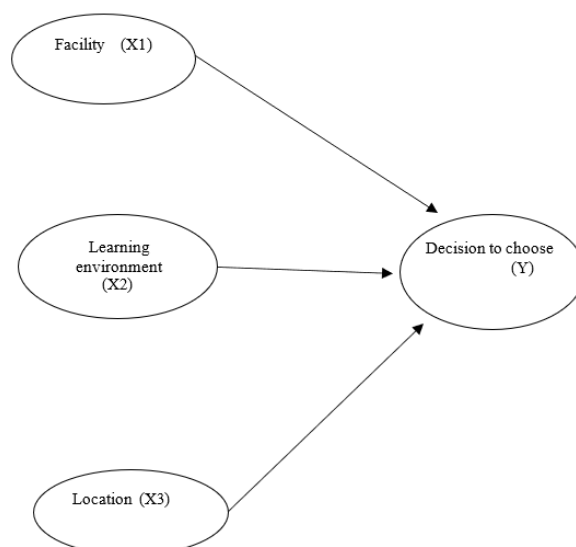 Facility (X1)
Learning
environment
(X2)
Decision to choose
(Y)
Location (X3)